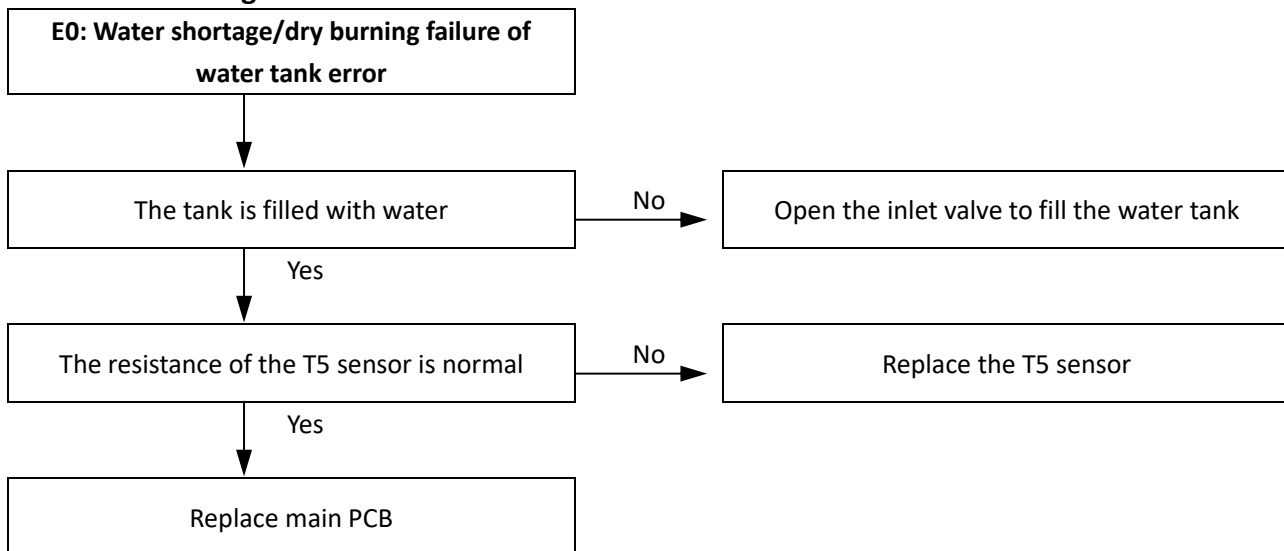 E0: Water shortage/dry burning failure of
water tank error
The tank is filled with water
No
Open the inlet valve to fill the water tank
Yes
The resistance of the T5 sensor is normal
No
Replace the T5 sensor
Yes
Replace main PCB